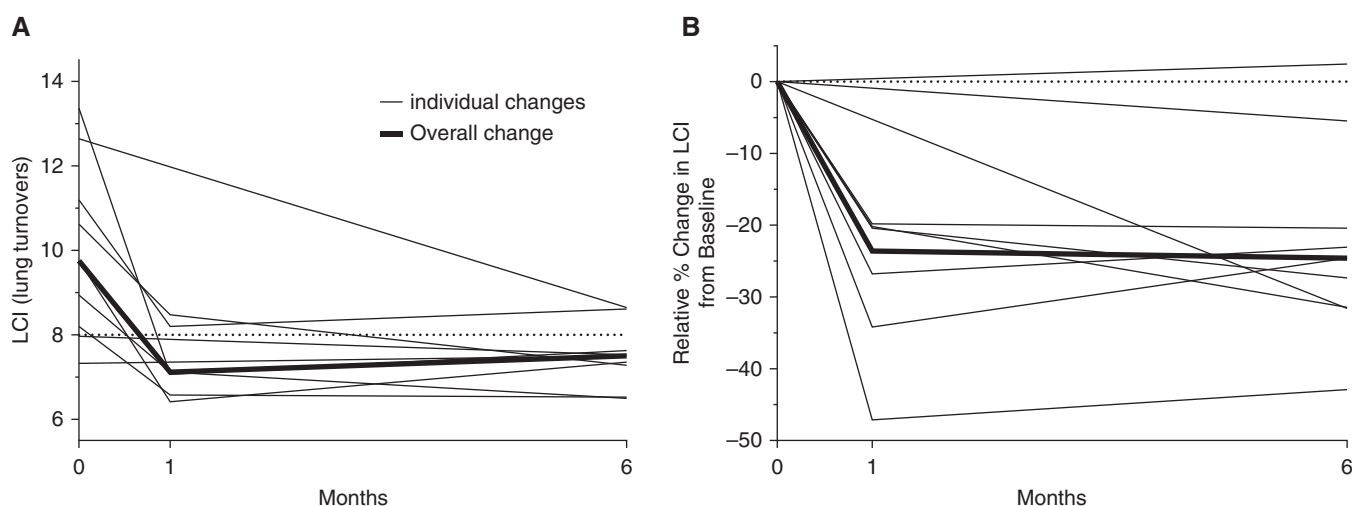 A
14
12
10
8
6
LCI (lung turnovers)
individual changes
Overall change
0
1
6
Months
B
0
–10
–20
–30
–40
–50
Relative % Change in LCI
from Baseline
0
1
6
Months